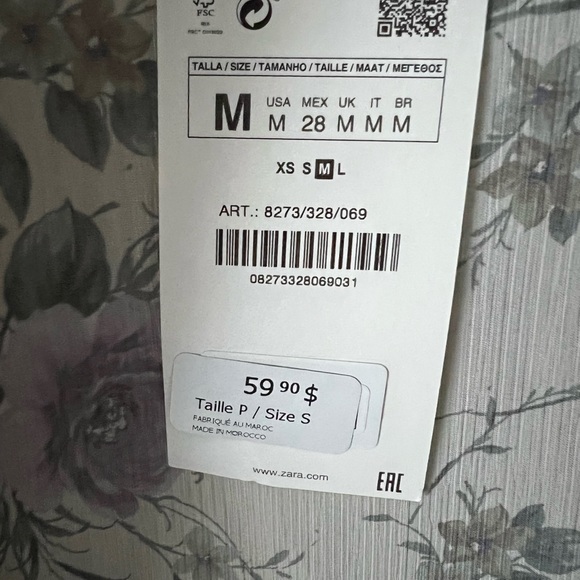 FSC
TALLA / SIZE / TAMANHO / TAILLE / MAAT / ΜΕΓΕΘΟΣ
M USA MEX UK IT BR
M 28 M M M
XS S M L
ART.: 8273/328/069
08273328069031
59 90 $
Taille P / Size S
FABRIQUÉ AU MAROC
MADE IN MOROCCO
www.zara.com
EAC